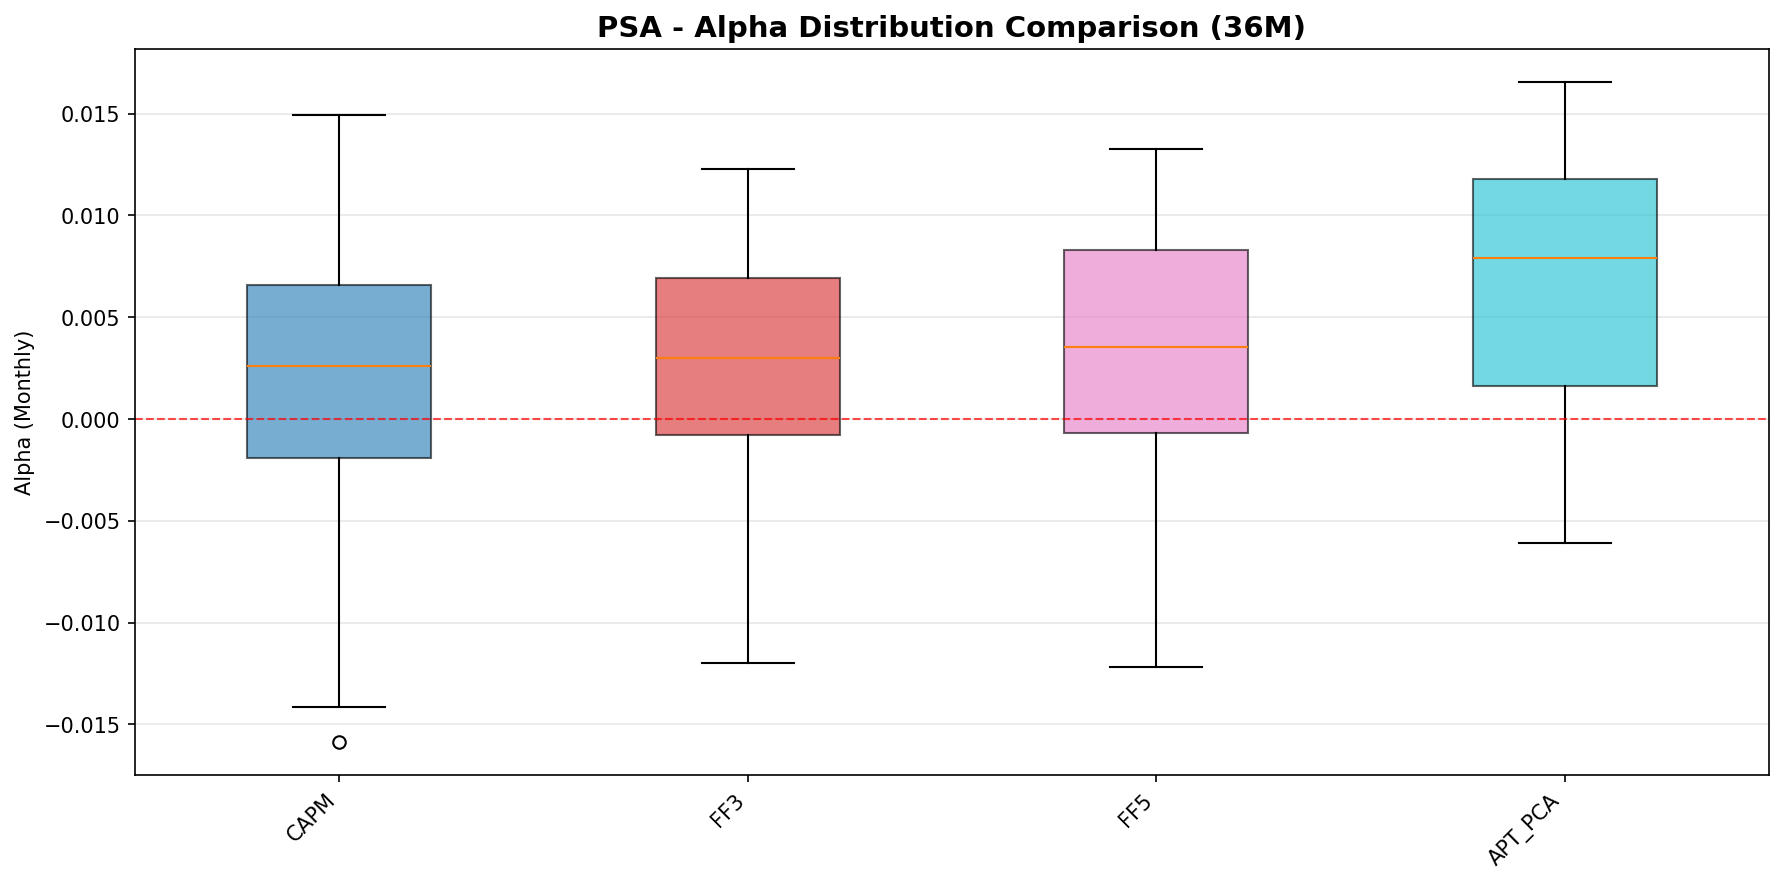 PSA - Alpha Distribution Comparison (36M)
Alpha (Monthly)
0.015
0.010
0.005
0.000
−0.005
−0.010
−0.015
CAPM
FF3
FF5
APT_PCA